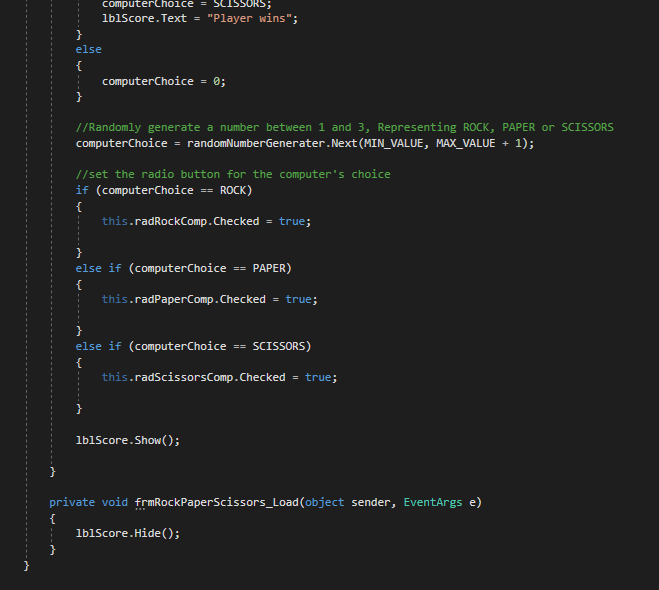 computerChoice = SCISSORS;
lblScore.Text = "Player wins";
}
else
{
computerChoice = 0;
}
//Randomly generate a number between 1 and 3, Representing ROCK, PAPER or SCISSORS
computerChoice = randomNumberGenerater.Next(MIN_VALUE, MAX_VALUE + 1);
//set the radio button for the computer's choice
if (computerChoice == ROCK)
{
this.radRockComp.Checked = true;
}
else if (computerChoice == PAPER)
{
this.radPaperComp.Checked = true;
}
else if (computerChoice == SCISSORS)
{
this.radScissorsComp.Checked = true;
}
lblScore.Show();
}
private void frmRockPaperScissors_Load(object sender, EventArgs e)
{
lblScore.Hide();
}
}